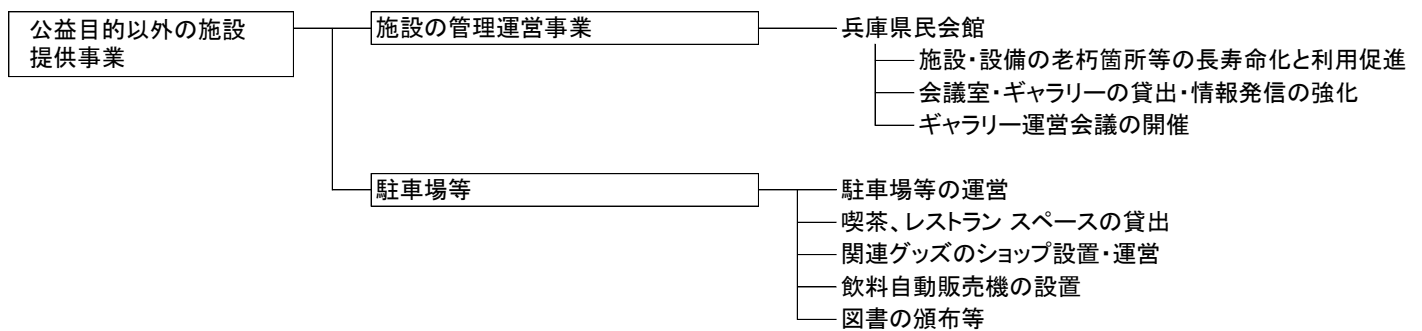 公益目的以外の施設
提供事業
施設の管理運営事業
兵庫県民会館
施設・設備の老朽箇所等の長寿命化と利用促進
会議室・ギャラリーの貸出・情報発信の強化
ギャラリー運営会議の開催
駐車場等
駐車場等の運営
喫茶、レストラン スペースの貸出
関連グッズのショップ設置・運営
飲料自動販売機の設置
図書の頒布等